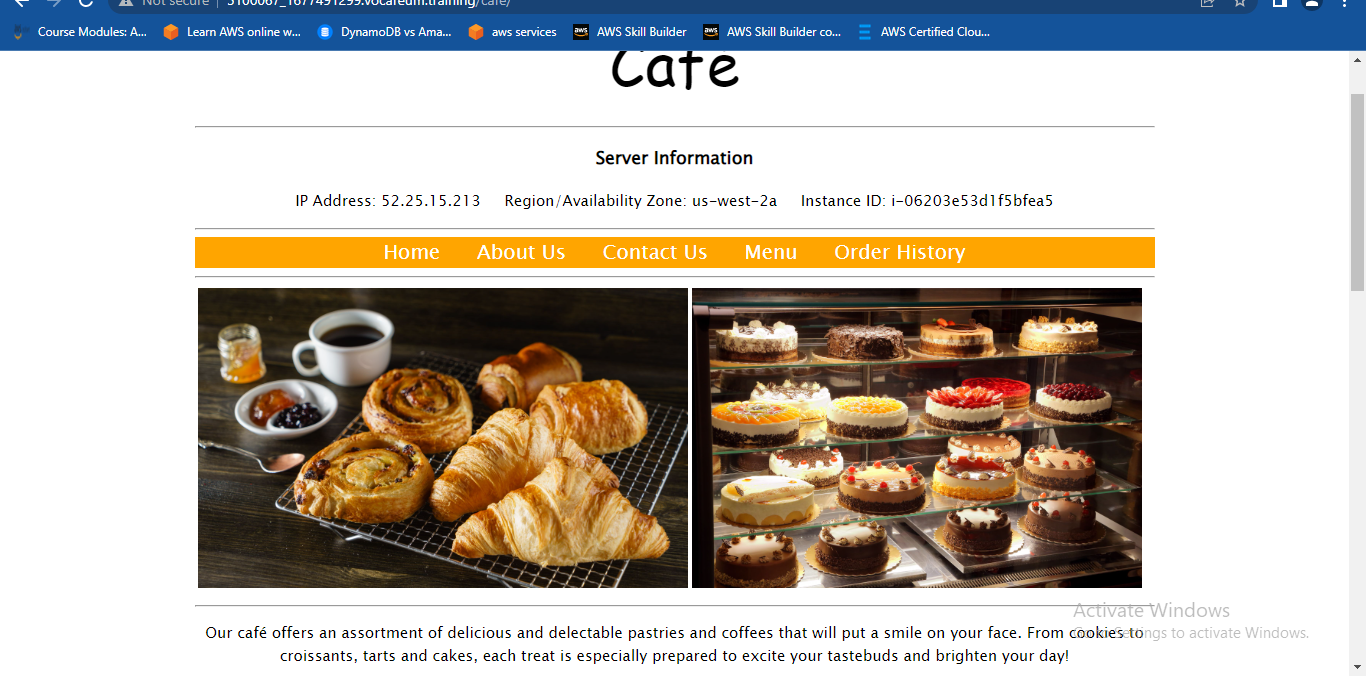 Not secure | 3100067_1677491299.vocareum.training/cafe/
Course Modules: A... Learn AWS online w... DynamoDB vs Ama... aws services aws AWS Skill Builder aws AWS Skill Builder co... AWS Certified Clou...
Café
Server Information
IP Address: 52.25.15.213 Region/Availability Zone: us-west-2a Instance ID: i-06203e53d1f5bfea5
Home About Us Contact Us Menu Order History
Our café offers an assortment of delicious and delectable pastries and coffees that will put a smile on your face. From cookies to
croissants, tarts and cakes, each treat is especially prepared to excite your tastebuds and brighten your day!
Activate Windows
Go to Settings to activate Windows.